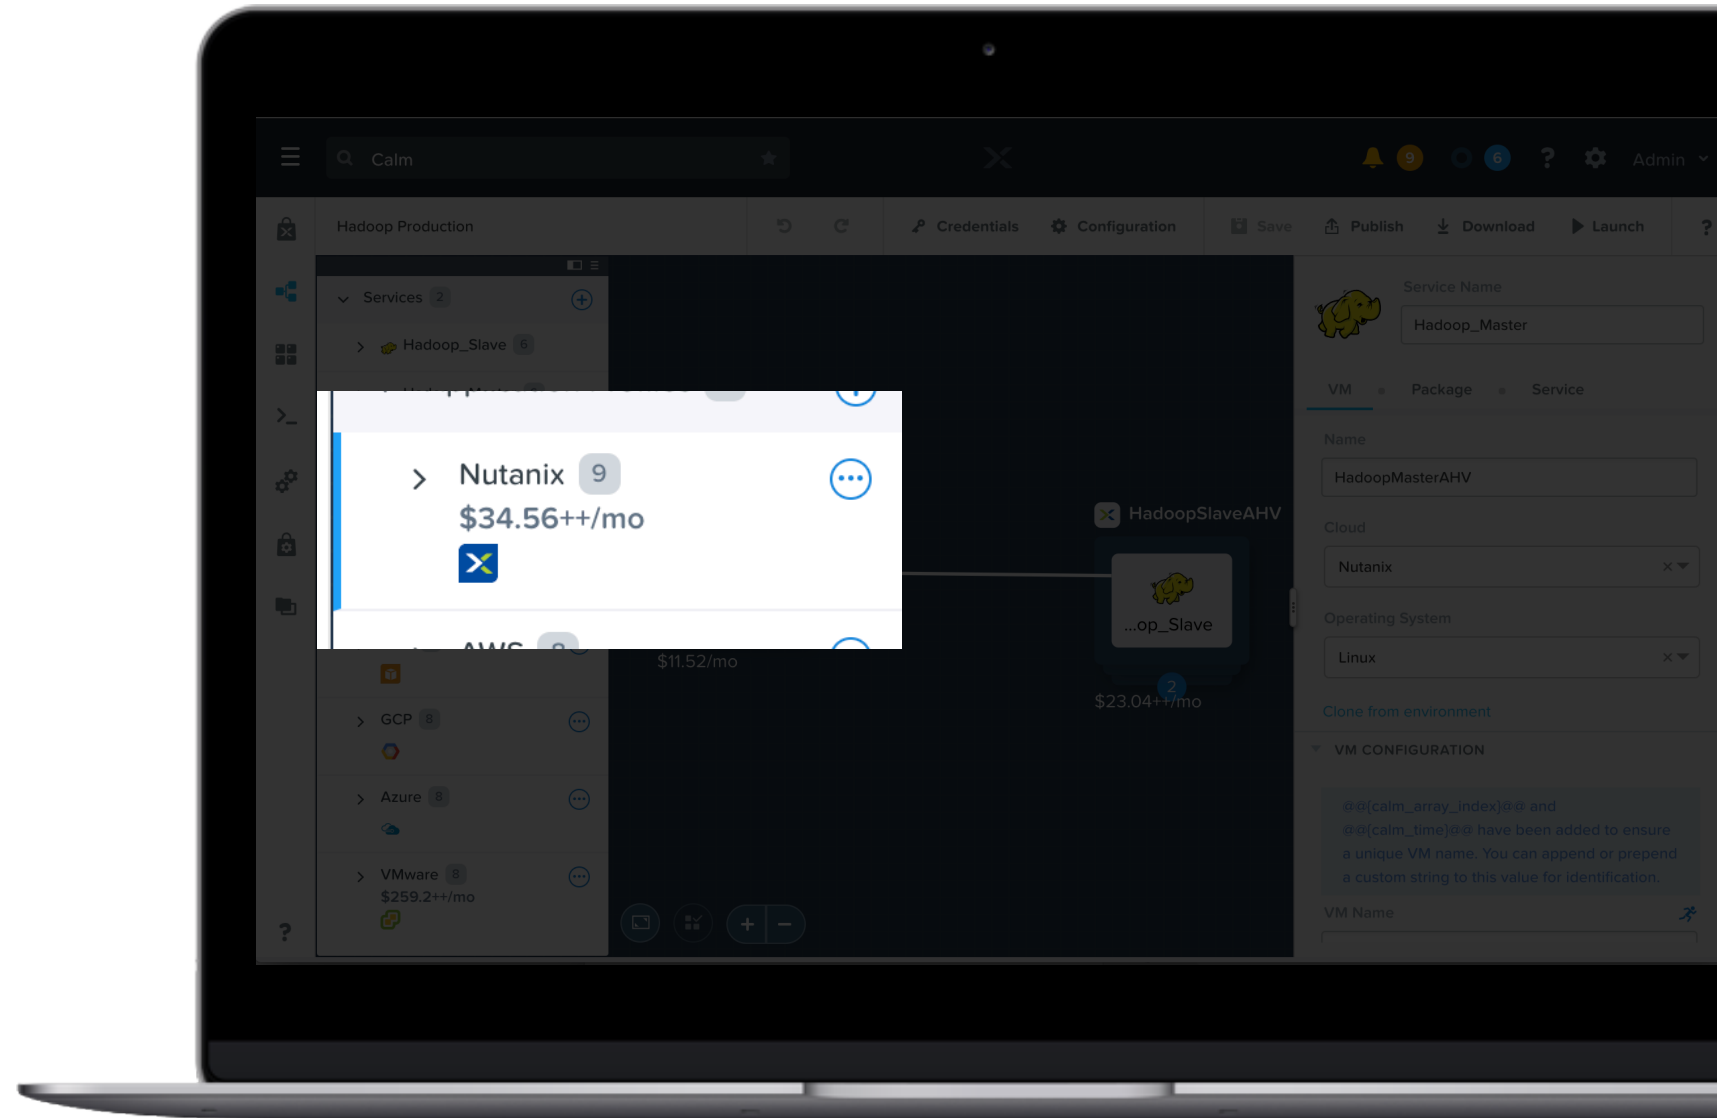 Calm
9
6
?
Admin
Hadoop Production
Credentials
Configuration
Save
Publish
Download
Launch
?
Services 2
Hadoop_Slave 6
Nutanix 9
$34.56++/mo
AWS 8
GCP 8
Azure 8
VMware 8
$259.2++/mo
?
$11.52/mo
HadoopSlaveAHV
...op_Slave
2
$23.04++/mo
Service Name
Hadoop_Master
VM
Package
Service
Name
HadoopMasterAHV
Cloud
Nutanix
Operating System
Linux
Clone from environment
VM CONFIGURATION
@@{calm_array_index}@@ and
@@{calm_time}@@ have been added to ensure
a unique VM name. You can append or prepend
a custom string to this value for identification.
VM Name